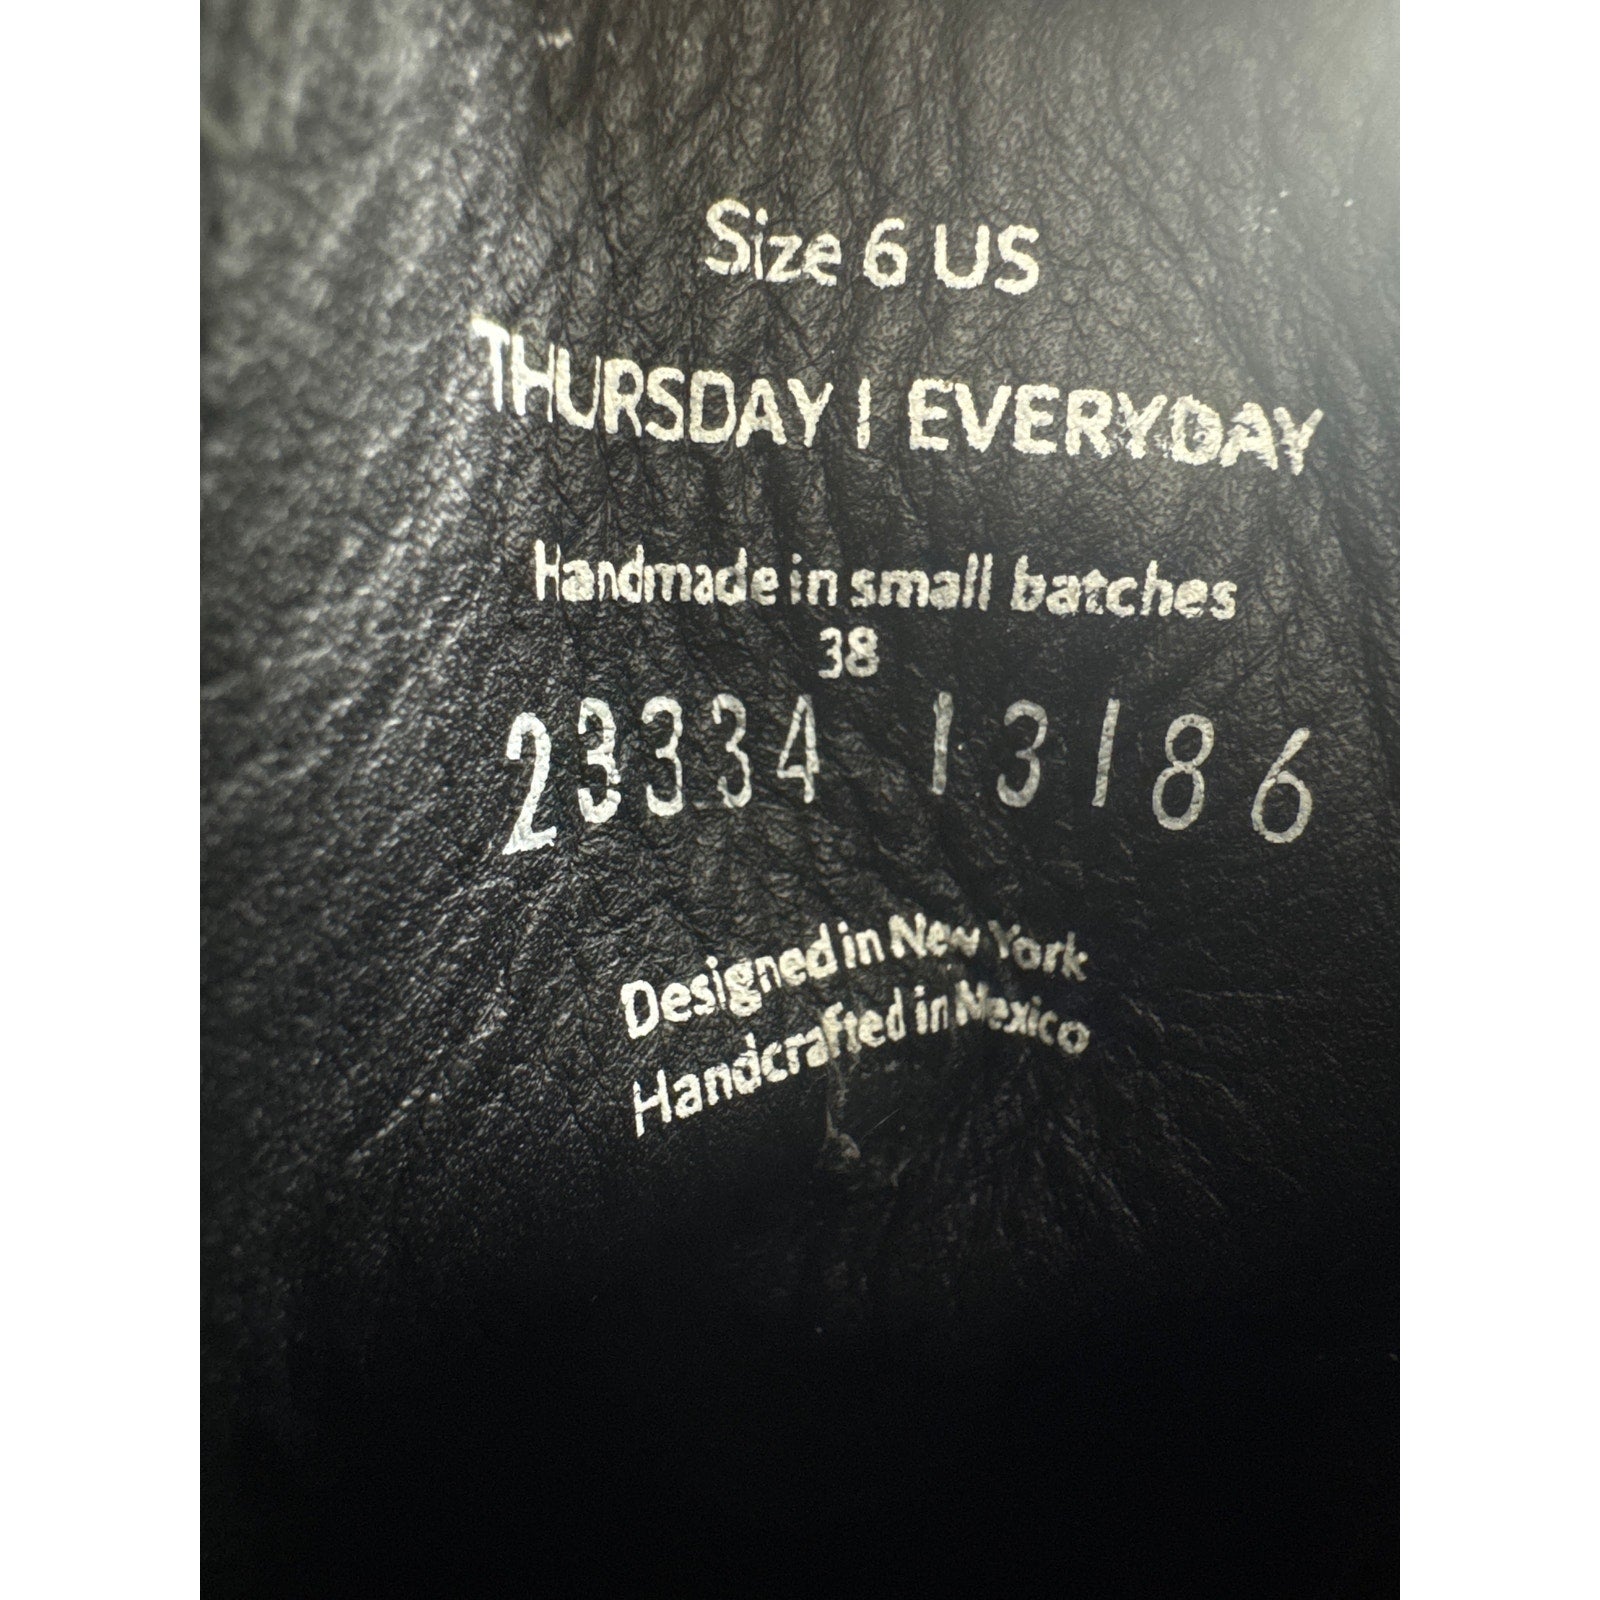 Size 6 US
THURSDAY | EVERYDAY
Handmade in small batches
38
23334 13186
Designed in New York
Handcrafted in Mexico